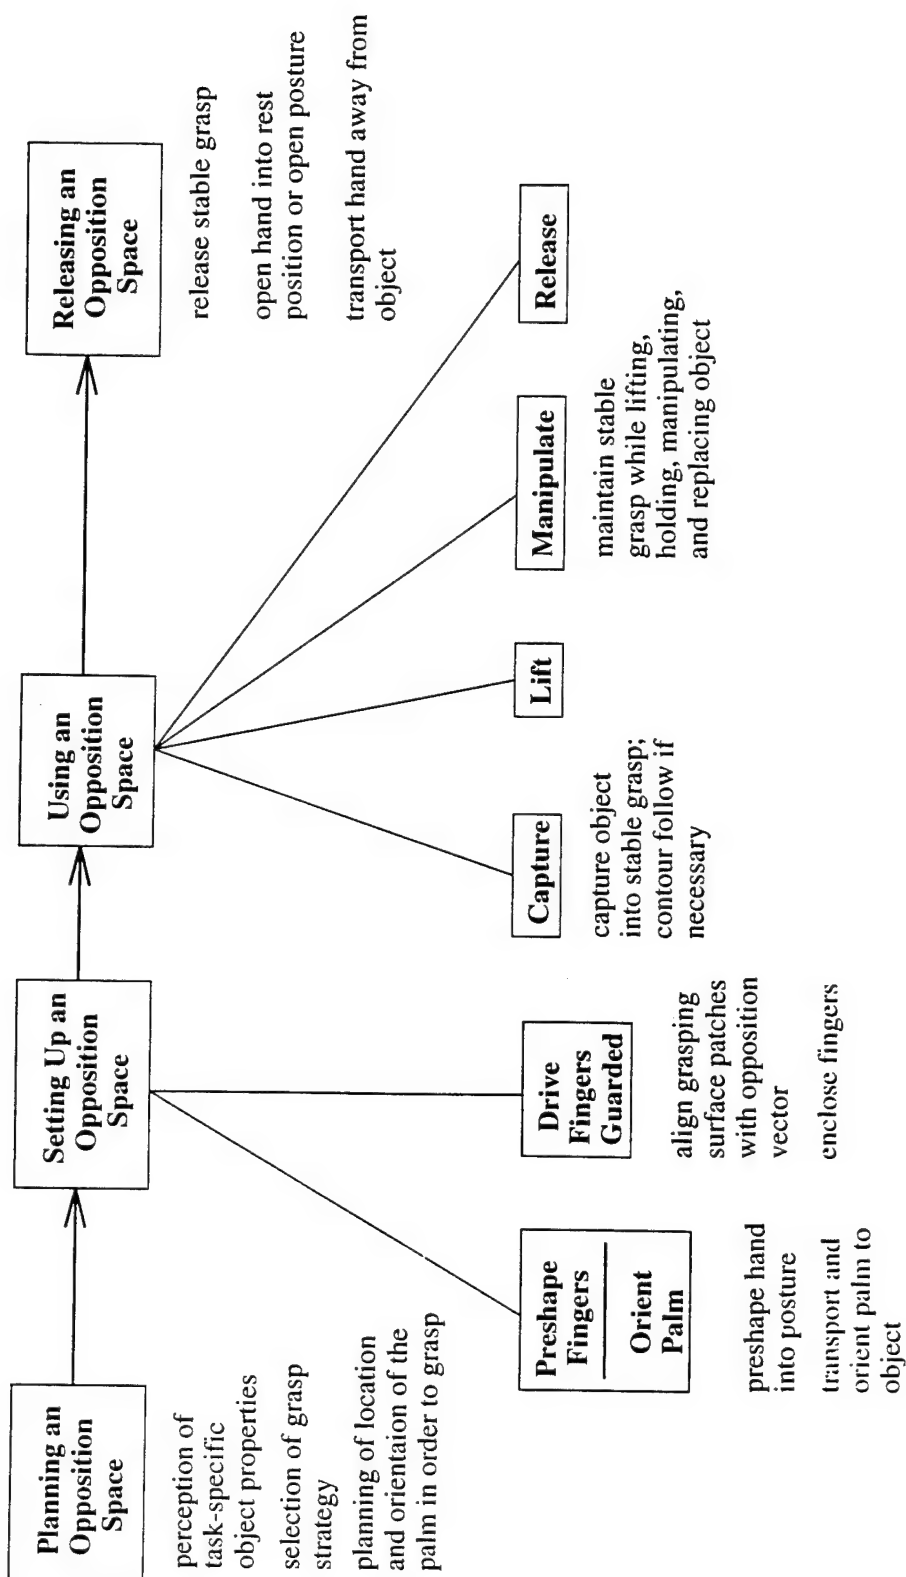 Planning an
Opposition
Space
perception of
task-specific
object properties
selection of grasp
strategy
planning of location
and orientaion of the
palm in order to grasp
Setting Up an
Opposition
Space
Preshape
Fingers
Orient
Palm
preshape hand
into posture
transport and
orient palm to
object
Drive
Fingers
Guarded
align grasping
surface patches
with opposition
vector
enclose fingers
Using an
Opposition
Space
Capture
capture object
into stable grasp;
contour follow if
necessary
Lift
Manipulate
maintain stable
grasp while lifting,
holding, manipulating,
and replacing object
Release
Releasing an
Opposition
Space
release stable grasp
open hand into rest
position or open posture
transport hand away from
object